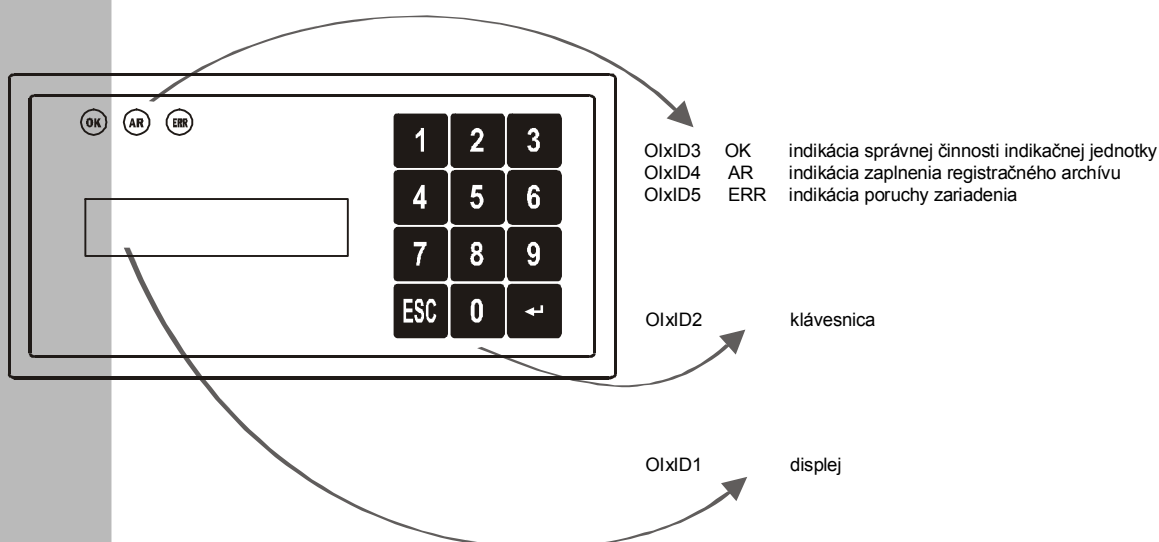 OK AR ERR
1 2 3
4 5 6
7 8 9
ESC 0 ↵
OIxID3 OK indikácia správnej činnosti indikačnej jednotky
OIxID4 AR indikácia zaplnenia registračného archívu
OIxID5 ERR indikácia poruchy zariadenia
OIxID2 klávesnica
OIxID1 displej